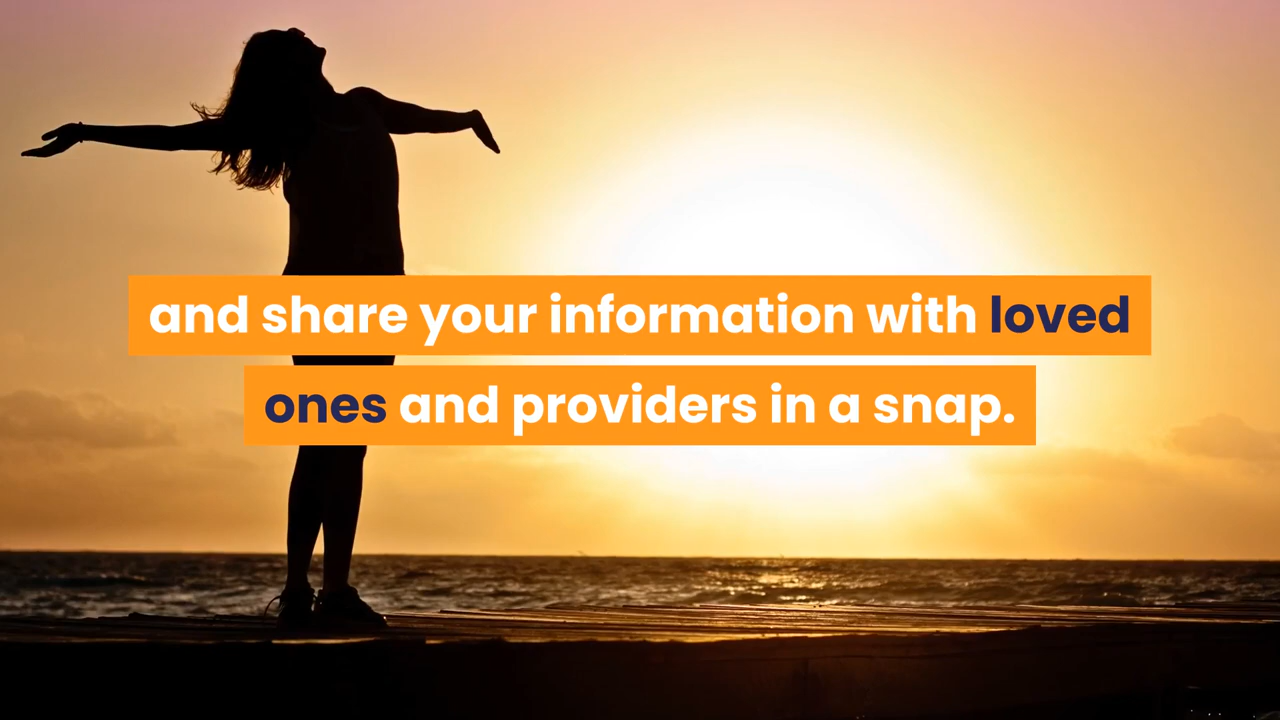 and share your information with loved
ones and providers in a snap.